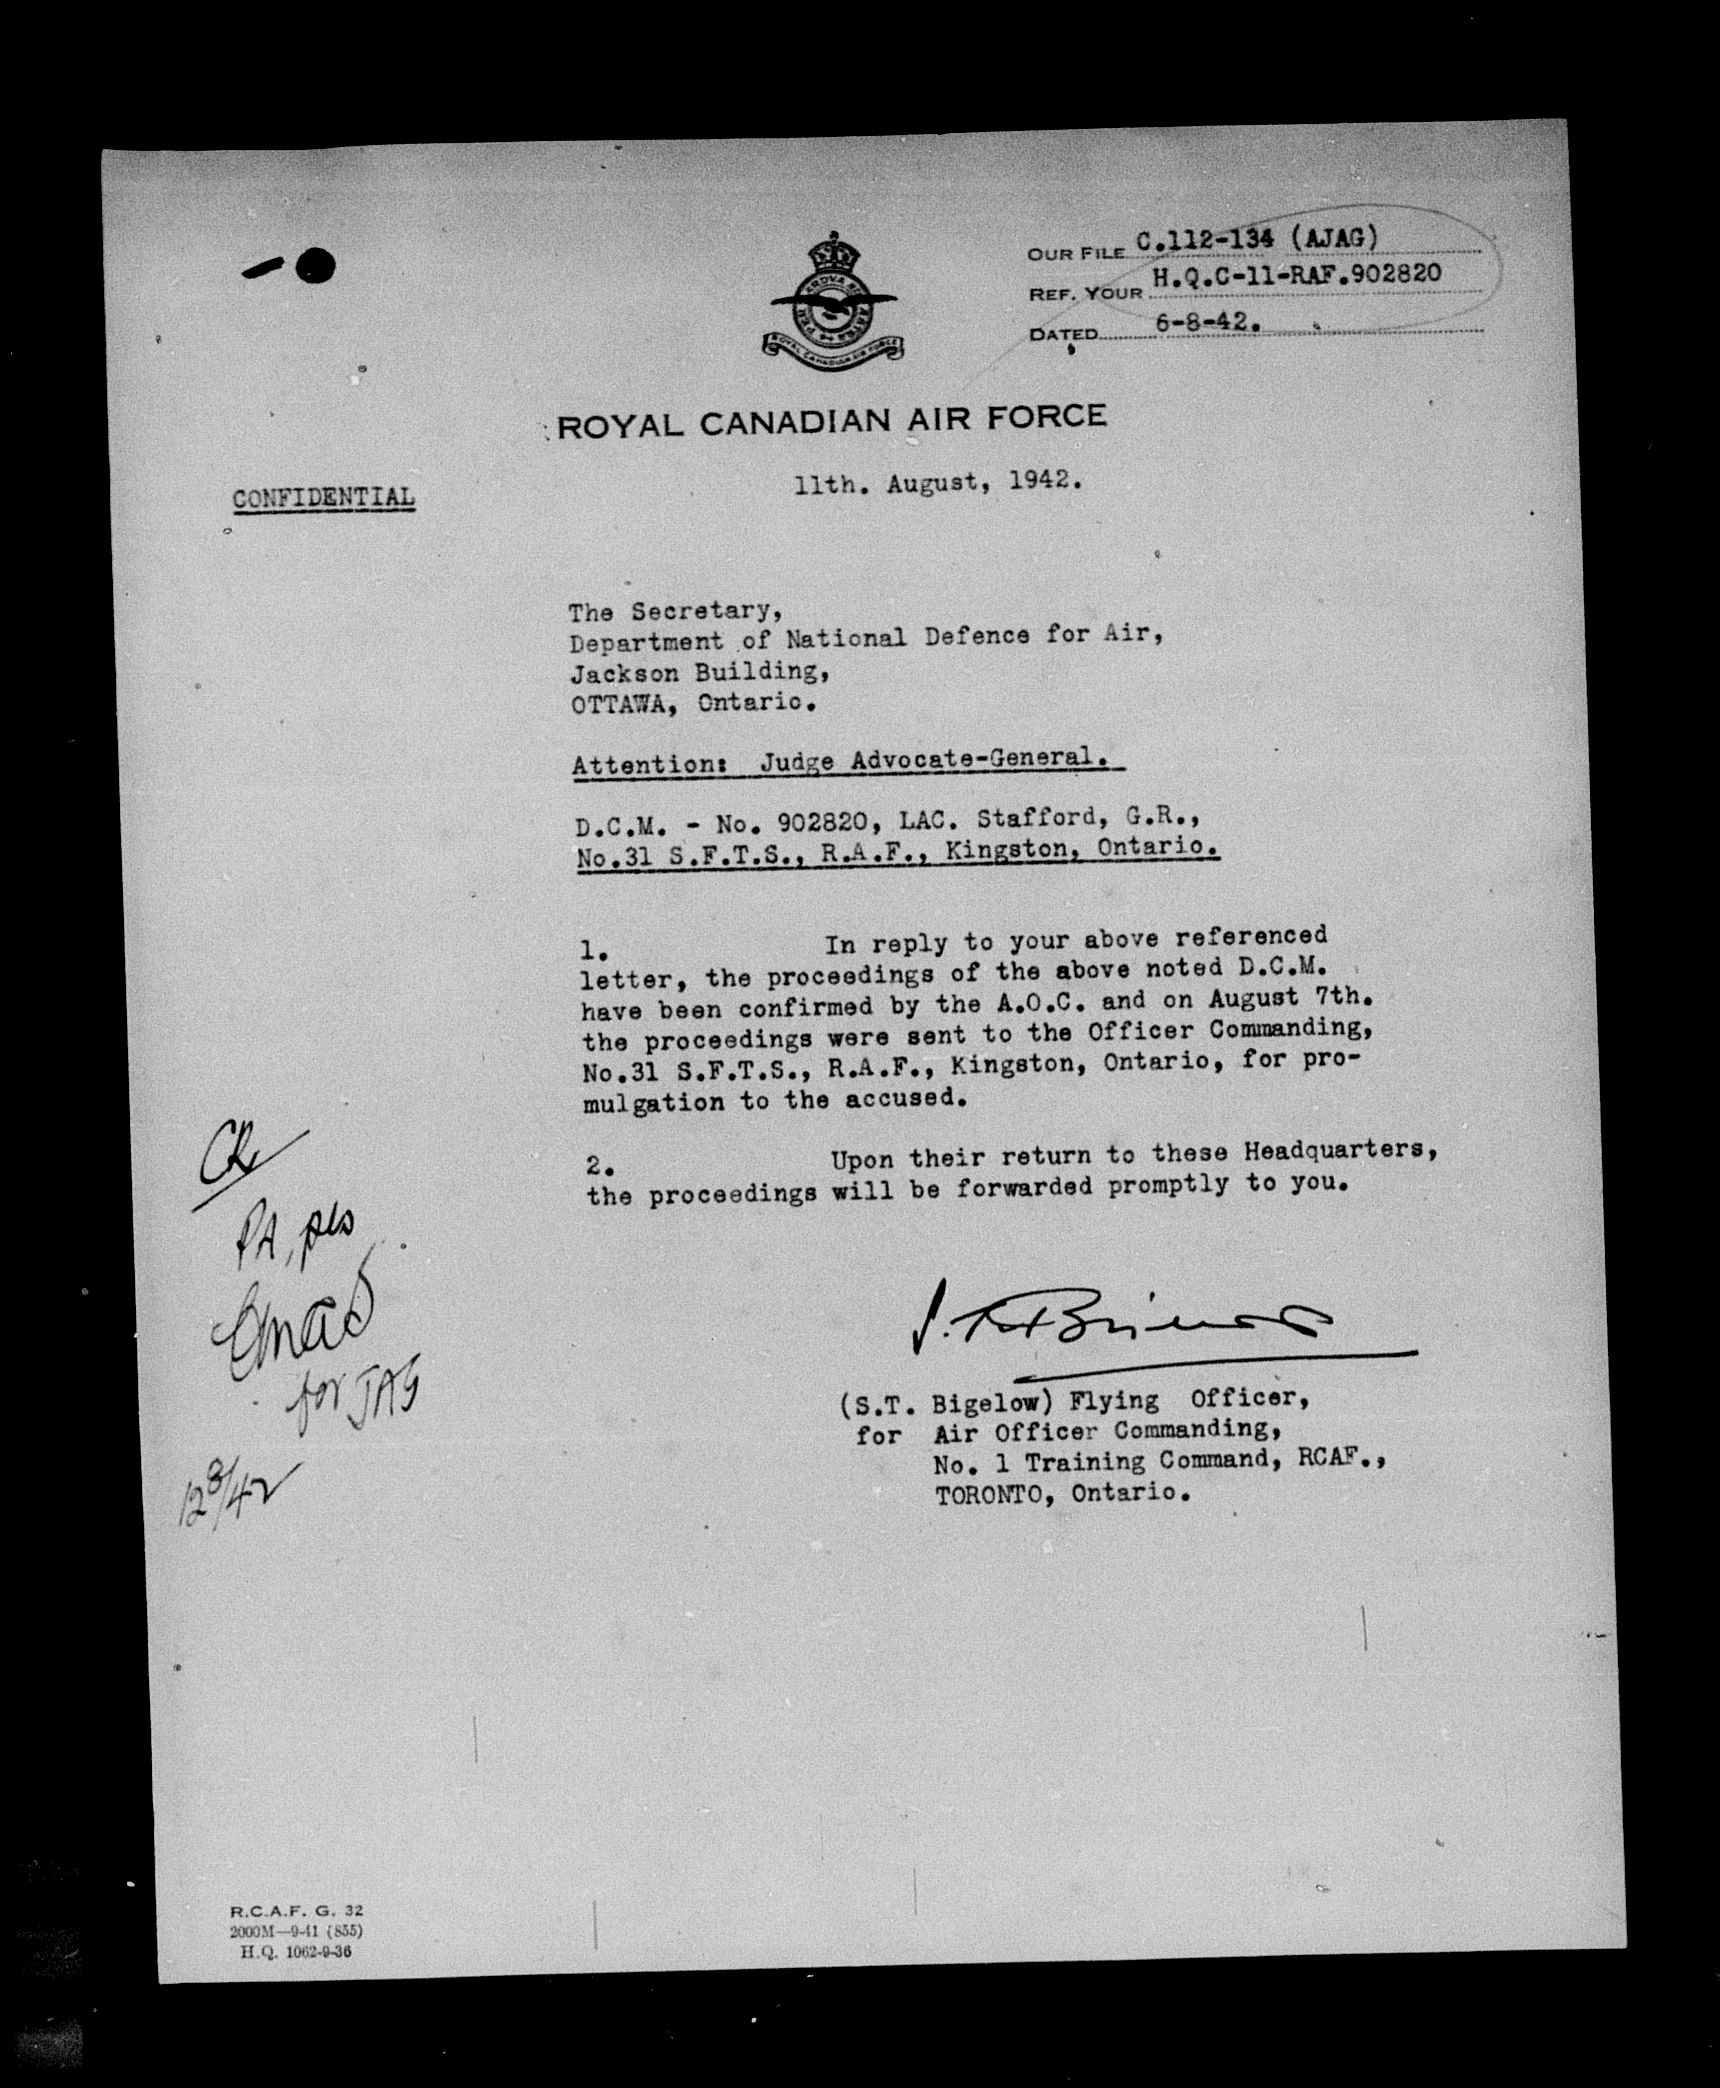 OUR FILE C.112-134 (AJAG)
REF. YOUR H.Q.C-11-RAF.902820
DATED 6-8-42.
ROYAL CANADIAN AIR FORCE
ROYAL CANADIAN AIR FORCE
11th. August, 1942.
CONFIDENTIAL
The Secretary,
Department of National Defence for Air,
Jackson Building,
OTTAWA, Ontario.
Attention: Judge Advocate-General.
D.C.M. - No. 902820, LAC. Stafford, G.R.,
No.31 S.F.T.S., R.A.F., Kingston, Ontario.
1. In reply to your above referenced
letter, the proceedings of the above noted D.C.M.
have been confirmed by the A.O.C. and on August 7th.
the proceedings were sent to the Officer Commanding,
No.31 S.F.T.S., R.A.F., Kingston, Ontario, for pro-
mulgation to the accused.
2. Upon their return to these Headquarters,
the proceedings will be forwarded promptly to you.
CR
PA, pls
for JAG
12 8/42
(S.T. Bigelow) Flying Officer,
for Air Officer Commanding,
No. 1 Training Command, RCAF.,
TORONTO, Ontario.
R.C.A.F. G. 32
2000M—9-41 (855)
H.Q. 1062-9-36